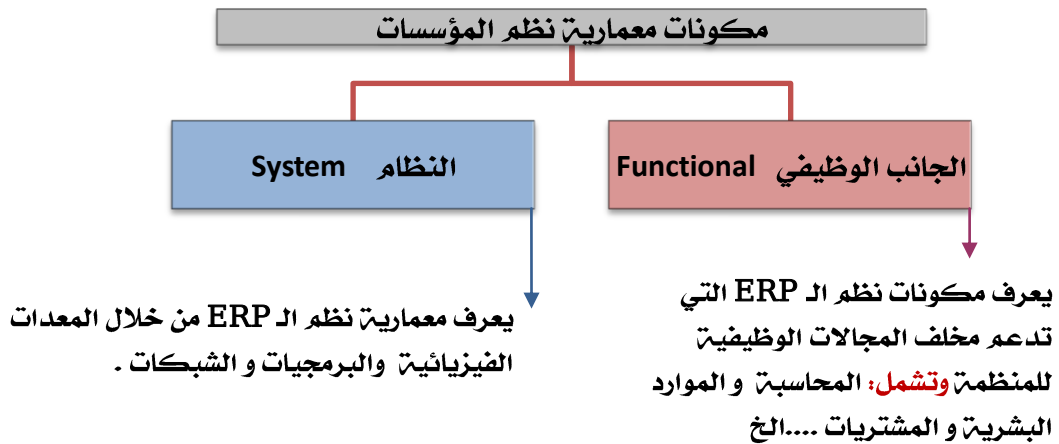 مكونات معمارية نظم المؤسسات
الجانب الوظيفي Functional
النظام System
يعرف مكونات نظم الـ ERP التي
تدعم مخلف المجالات الوظيفية
للمنظمة وتشمل: المحاسبة و الموارد
البشرية و المشتريات ....الخ
يعرف معمارية نظم الـ ERP من خلال المعدات
الفيزيائية والبرمجيات و الشبكات .